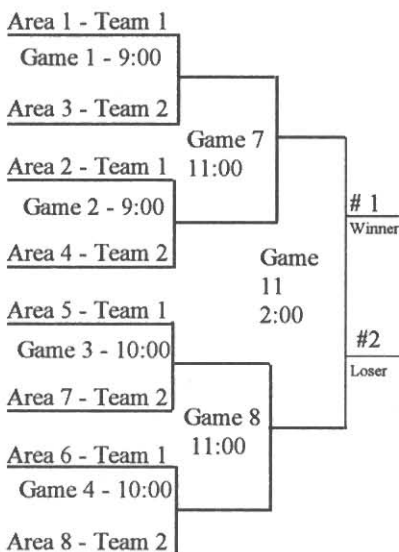 Area 1 - Team 1
Game 1 - 9:00
Area 3 - Team 2
Game 7
11:00
Area 2 - Team 1
Game 2 - 9:00
Area 4 - Team 2
# 1
Winner
Game
11
2:00
Area 5 - Team 1
Game 3 - 10:00
Area 7 - Team 2
#2
Loser
Game 8
11:00
Area 6 - Team 1
Game 4 - 10:00
Area 8 - Team 2